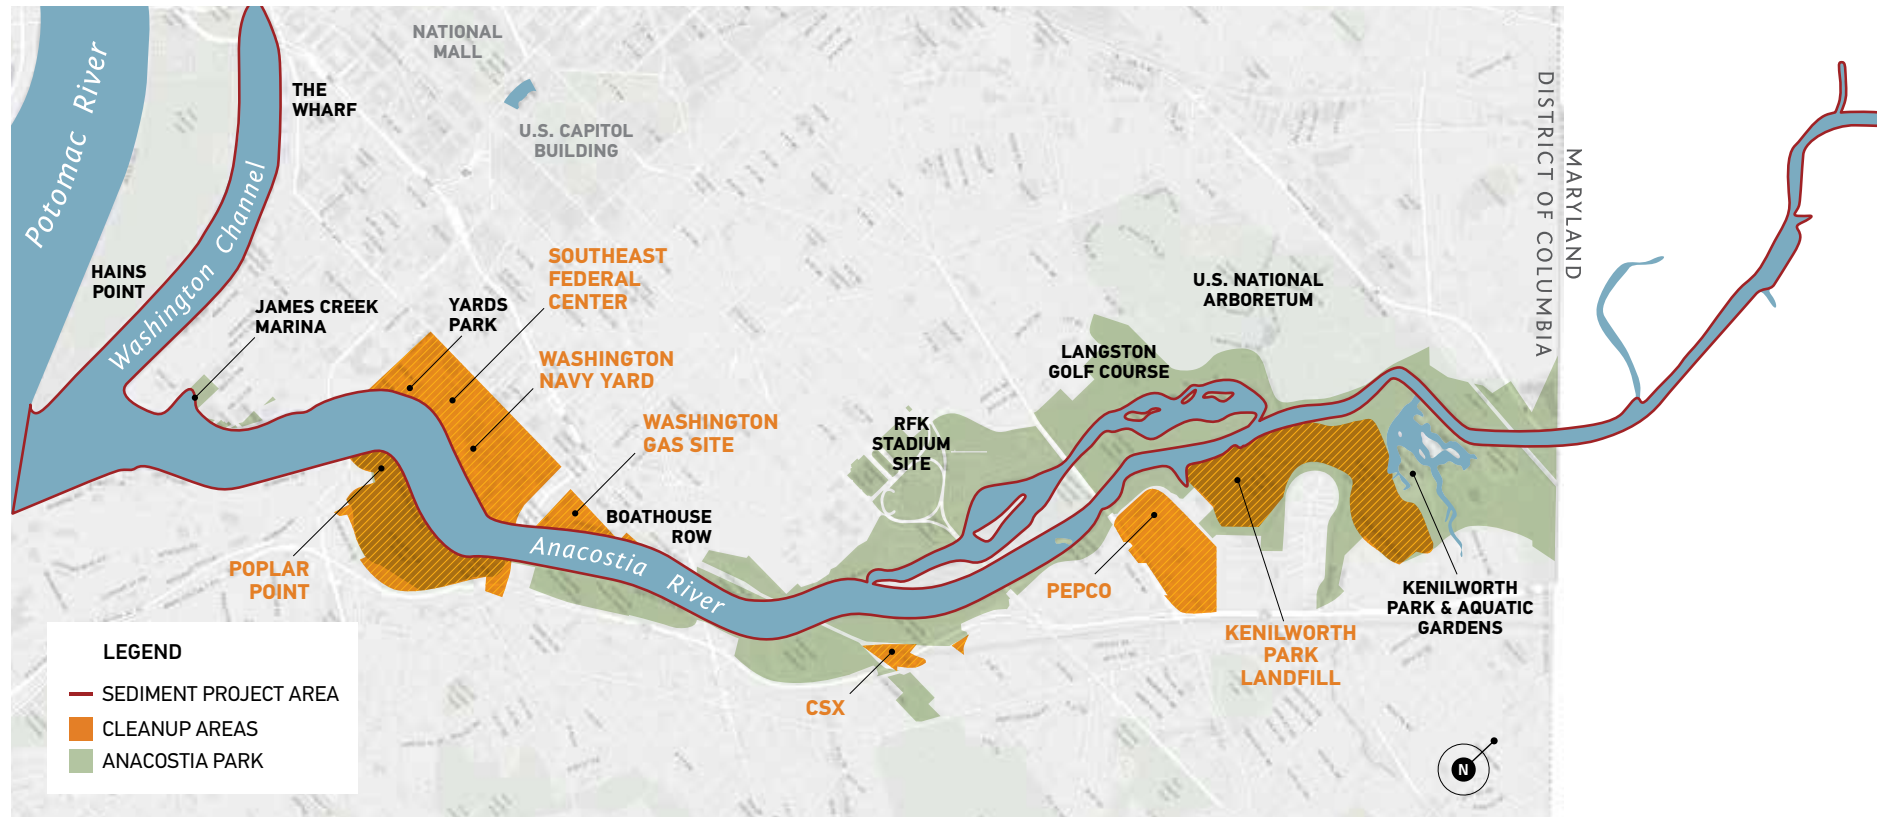 NATIONAL
MALL
Potomac River
THE
WHARF
U.S. CAPITOL
BUILDING
DISTRICT OF COLUMBIA
MARYLAND
Washington Channel
HAINS
POINT
JAMES CREEK
MARINA
YARDS
PARK
SOUTHEAST
FEDERAL
CENTER
WASHINGTON
NAVY YARD
WASHINGTON
GAS SITE
U.S. NATIONAL
ARBORETUM
LANGSTON
GOLF COURSE
RFK
STADIUM
SITE
BOATHOUSE
ROW
Anacostia River
POPLAR
POINT
PEPCO
KENILWORTH
PARK & AQUATIC
GARDENS
KENILWORTH
PARK
LANDFILL
CSX
LEGEND
SEDIMENT PROJECT AREA
CLEANUP AREAS
ANACOSTIA PARK
N